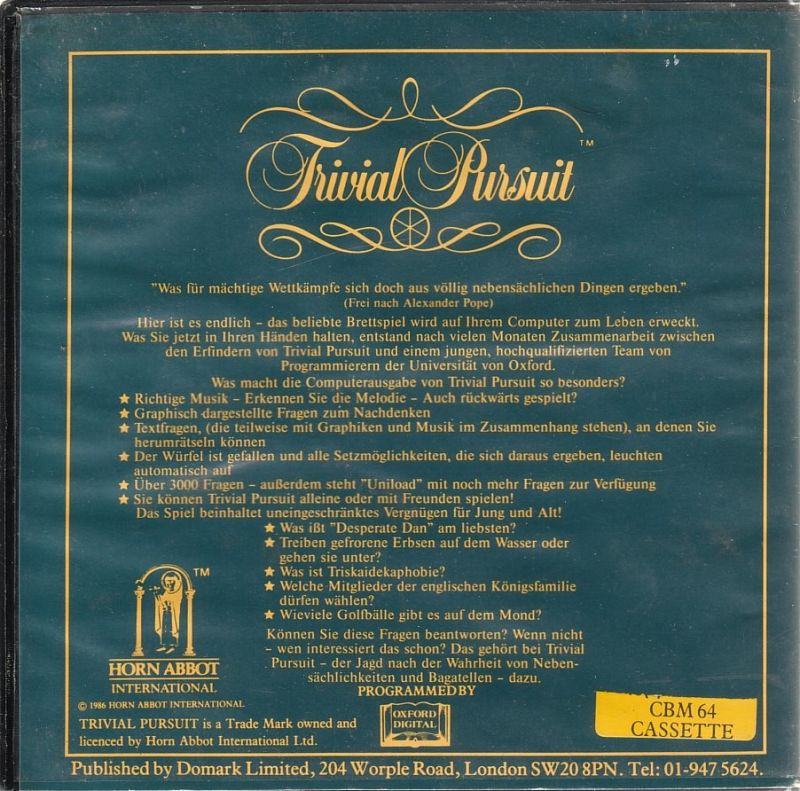 Trivial Pursuit™
"Was für mächtige Wettkämpfe sich doch aus völlig nebensächlichen Dingen ergeben."
(Frei nach Alexander Pope)
Hier ist es endlich – das beliebte Brettspiel wird auf Ihrem Computer zum Leben erweckt.
Was Sie jetzt in Ihren Händen halten, entstand nach vielen Monaten Zusammenarbeit zwischen
den Erfindern von Trivial Pursuit und einem jungen, hochqualifizierten Team von
Programmierern der Universität von Oxford.
Was macht die Computerausgabe von Trivial Pursuit so besonders?
★ Richtige Musik – Erkennen Sie die Melodie – Auch rückwärts gespielt?
★ Graphisch dargestellte Fragen zum Nachdenken
★ Textfragen, (die teilweise mit Graphiken und Musik im Zusammenhang stehen), an denen Sie
herumrätseln können
★ Der Würfel ist gefallen und alle Setzmöglichkeiten, die sich daraus ergeben, leuchten
automatisch auf
★ Über 3000 Fragen – außerdem steht "Uniload" mit noch mehr Fragen zur Verfügung
★ Sie können Trivial Pursuit alleine oder mit Freunden spielen!
Das Spiel beinhaltet uneingeschränktes Vergnügen für Jung und Alt!
★ Was ißt "Desperate Dan" am liebsten?
★ Treiben gefrorene Erbsen auf dem Wasser oder
gehen sie unter?
★ Was ist Triskaidekaphobie?
★ Welche Mitglieder der englischen Königsfamilie
dürfen wählen?
★ Wieviele Golfbälle gibt es auf dem Mond?
Können Sie diese Fragen beantworten? Wenn nicht
– wen interessiert das schon? Das gehört bei Trivial
Pursuit – der Jagd nach der Wahrheit von Neben-
sächlichkeiten und Bagatellen – dazu.
PROGRAMMED BY
OXFORD
DIGITAL
™
HORN ABBOT
INTERNATIONAL
© 1986 HORN ABBOT INTERNATIONAL
TRIVIAL PURSUIT is a Trade Mark owned and
licenced by Horn Abbot International Ltd.
CBM 64
CASSETTE
Published by Domark Limited, 204 Worple Road, London SW20 8PN. Tel: 01-947 5624.